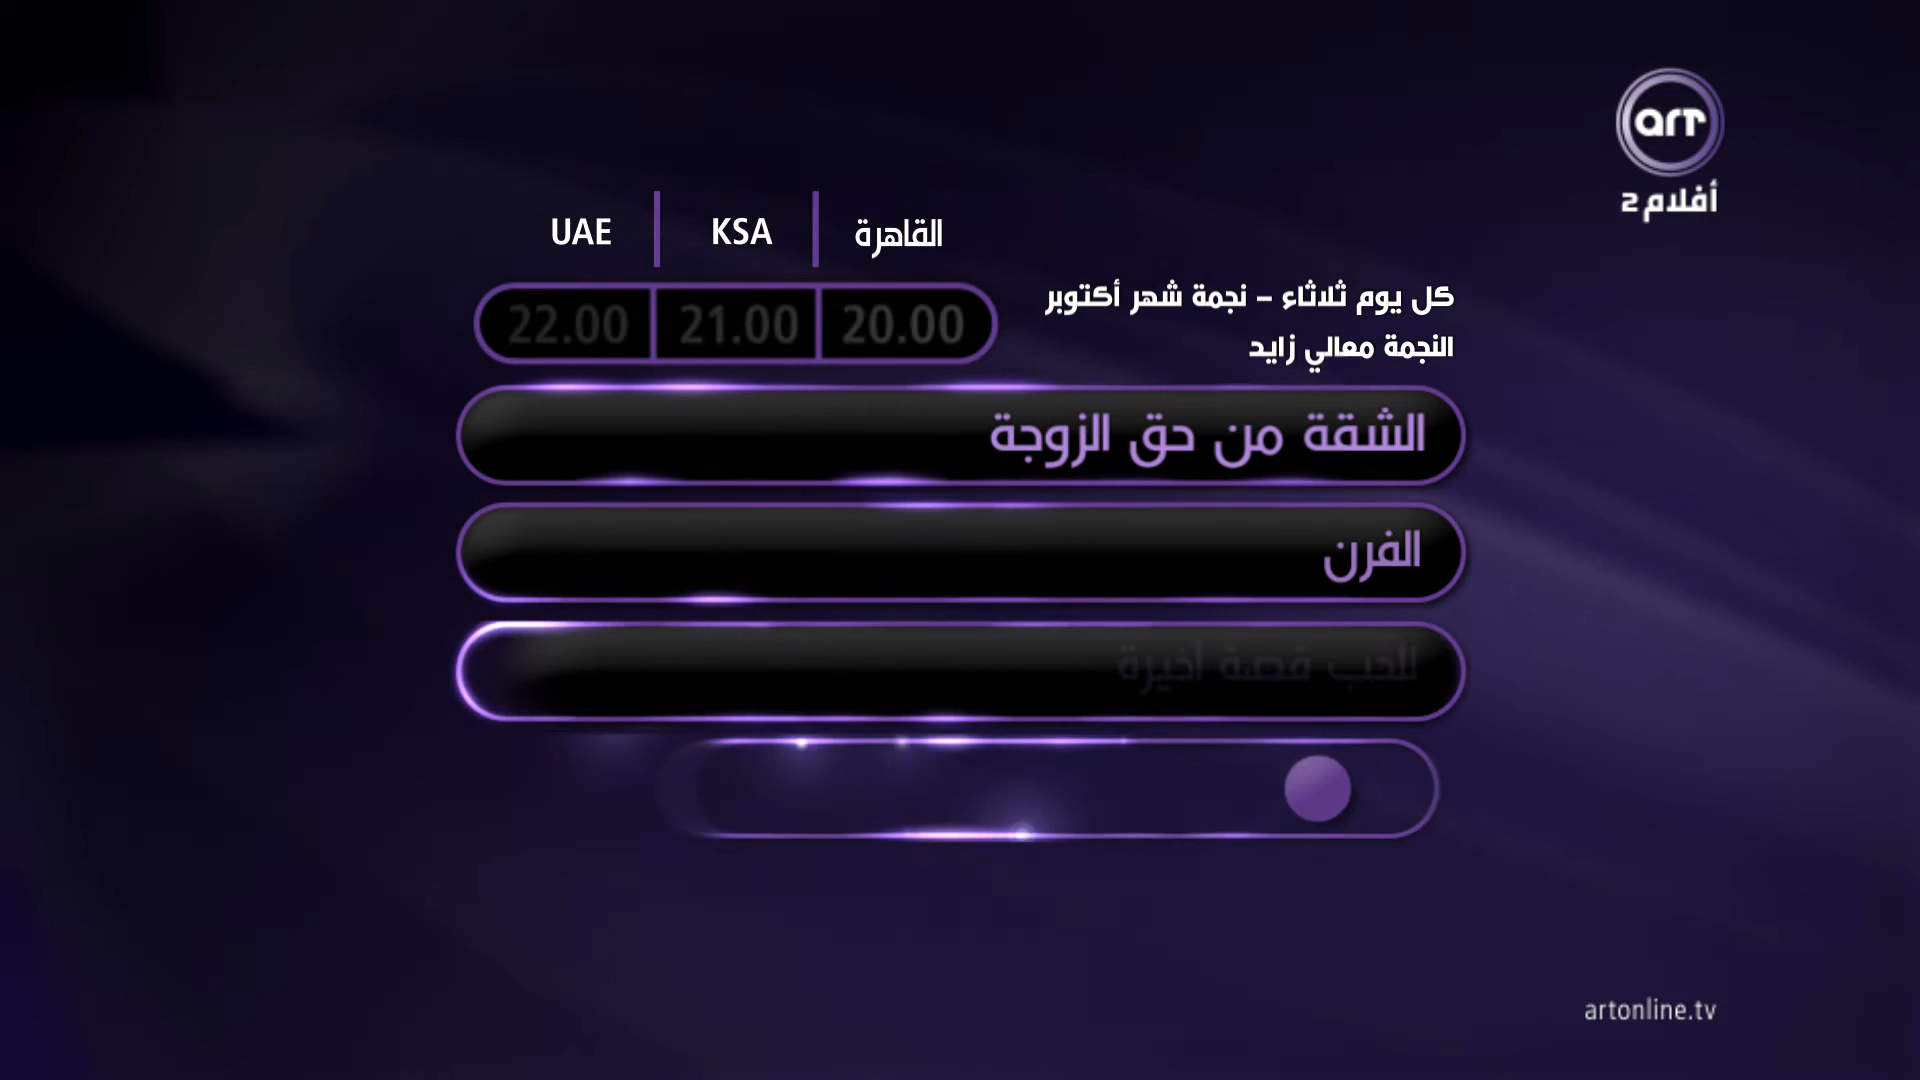 art
أفلام 2
القاهرة | KSA | UAE
20.00 21.00 22.00
كل يوم ثلاثاء – نجمة شهر أكتوبر
النجمة معالي زايد
الشقة من حق الزوجة
الفرن
للحب قصة أخيرة
artonline.tv